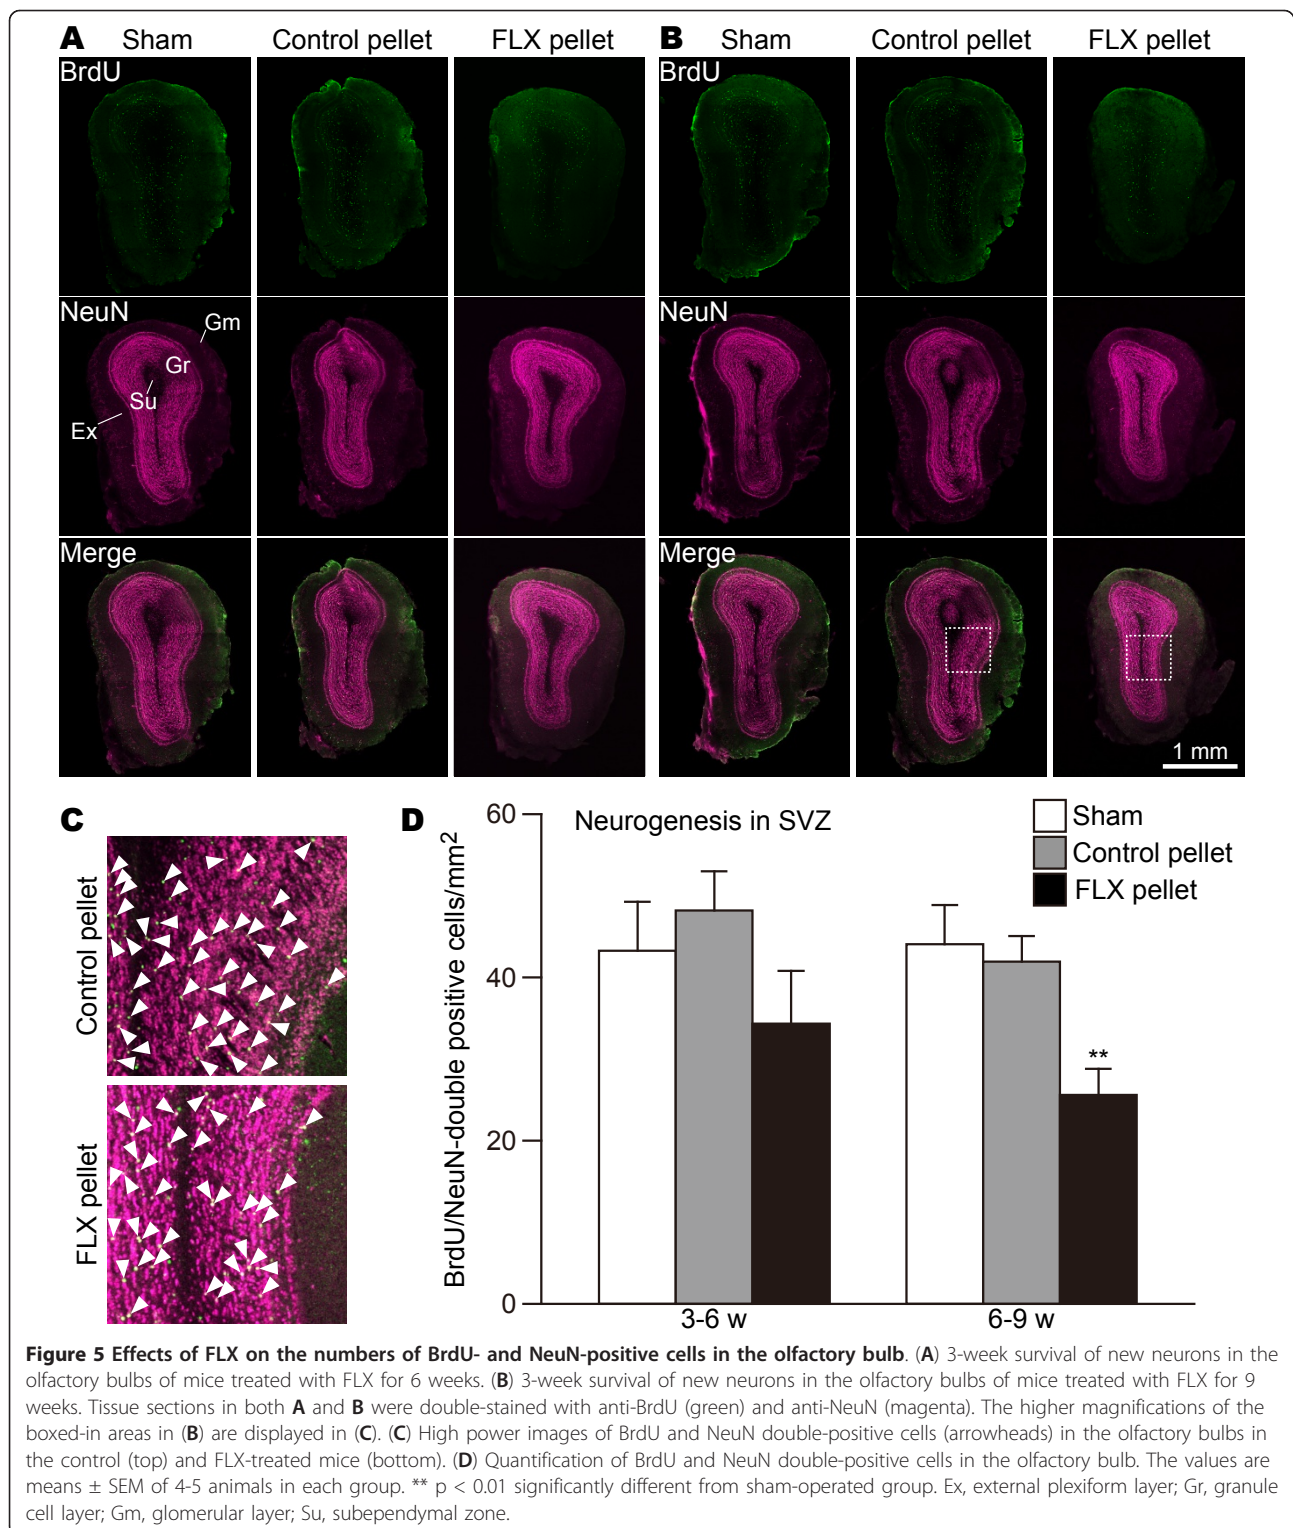 A Sham Control pellet FLX pellet B Sham Control pellet FLX pellet
BrdU BrdU
NeuN NeuN
Gm
Gr
Su
Ex
Merge Merge
1 mm
C
Control pellet
FLX pellet
D
Neurogenesis in SVZ
Sham
Control pellet
FLX pellet
BrdU/NeuN-double positive cells/mm²
60
40
20
0
**
3-6 w 6-9 w
Figure 5 Effects of FLX on the numbers of BrdU- and NeuN-positive cells in the olfactory bulb. (A) 3-week survival of new neurons in the
olfactory bulbs of mice treated with FLX for 6 weeks. (B) 3-week survival of new neurons in the olfactory bulbs of mice treated with FLX for 9
weeks. Tissue sections in both A and B were double-stained with anti-BrdU (green) and anti-NeuN (magenta). The higher magnifications of the
boxed-in areas in (B) are displayed in (C). (C) High power images of BrdU and NeuN double-positive cells (arrowheads) in the olfactory bulbs in
the control (top) and FLX-treated mice (bottom). (D) Quantification of BrdU and NeuN double-positive cells in the olfactory bulb. The values are
means ± SEM of 4-5 animals in each group. ** p < 0.01 significantly different from sham-operated group. Ex, external plexiform layer; Gr, granule
cell layer; Gm, glomerular layer; Su, subependymal zone.